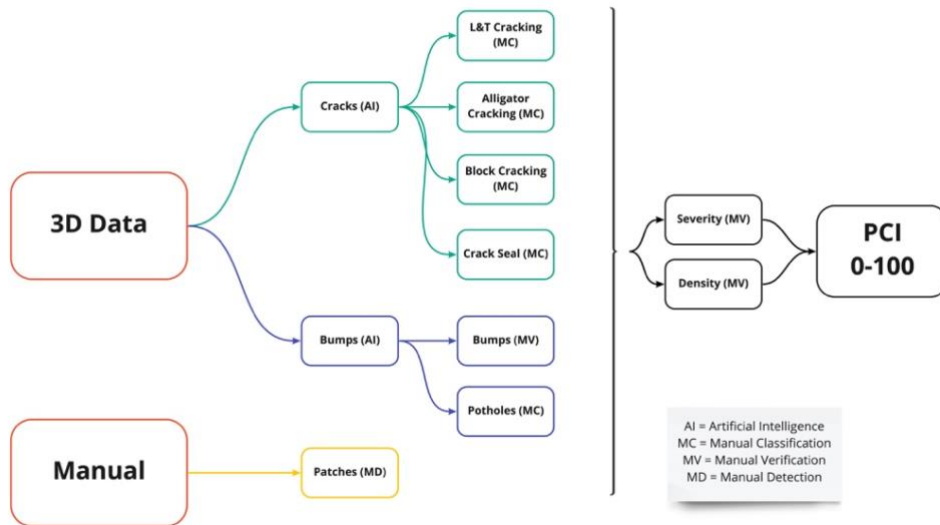 L&T Cracking
(MC)
Cracks (AI)
Alligator
Cracking (MC)
Block Cracking
(MC)
3D Data
Crack Seal (MC)
Severity (MV)
Density (MV)
PCI
0-100
Bumps (AI)
Bumps (MV)
Potholes (MC)
Manual
Patches (MD)
AI = Artificial Intelligence
MC = Manual Classification
MV = Manual Verification
MD = Manual Detection